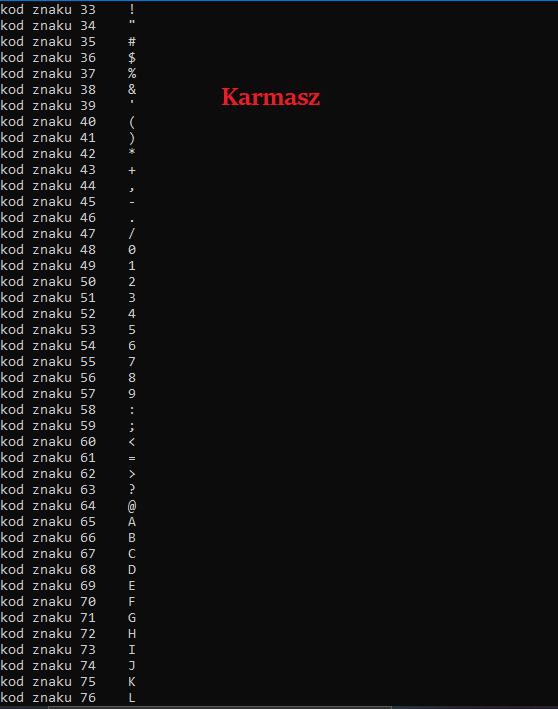 kod znaku 33    !
kod znaku 34    "
kod znaku 35    #
kod znaku 36    $
kod znaku 37    %
kod znaku 38    &
Karmasz
kod znaku 39    '
kod znaku 40    (
kod znaku 41    )
kod znaku 42    *
kod znaku 43    +
kod znaku 44    ,
kod znaku 45    -
kod znaku 46    .
kod znaku 47    /
kod znaku 48    0
kod znaku 49    1
kod znaku 50    2
kod znaku 51    3
kod znaku 52    4
kod znaku 53    5
kod znaku 54    6
kod znaku 55    7
kod znaku 56    8
kod znaku 57    9
kod znaku 58    :
kod znaku 59    ;
kod znaku 60    <
kod znaku 61    =
kod znaku 62    >
kod znaku 63    ?
kod znaku 64    @
kod znaku 65    A
kod znaku 66    B
kod znaku 67    C
kod znaku 68    D
kod znaku 69    E
kod znaku 70    F
kod znaku 71    G
kod znaku 72    H
kod znaku 73    I
kod znaku 74    J
kod znaku 75    K
kod znaku 76    L